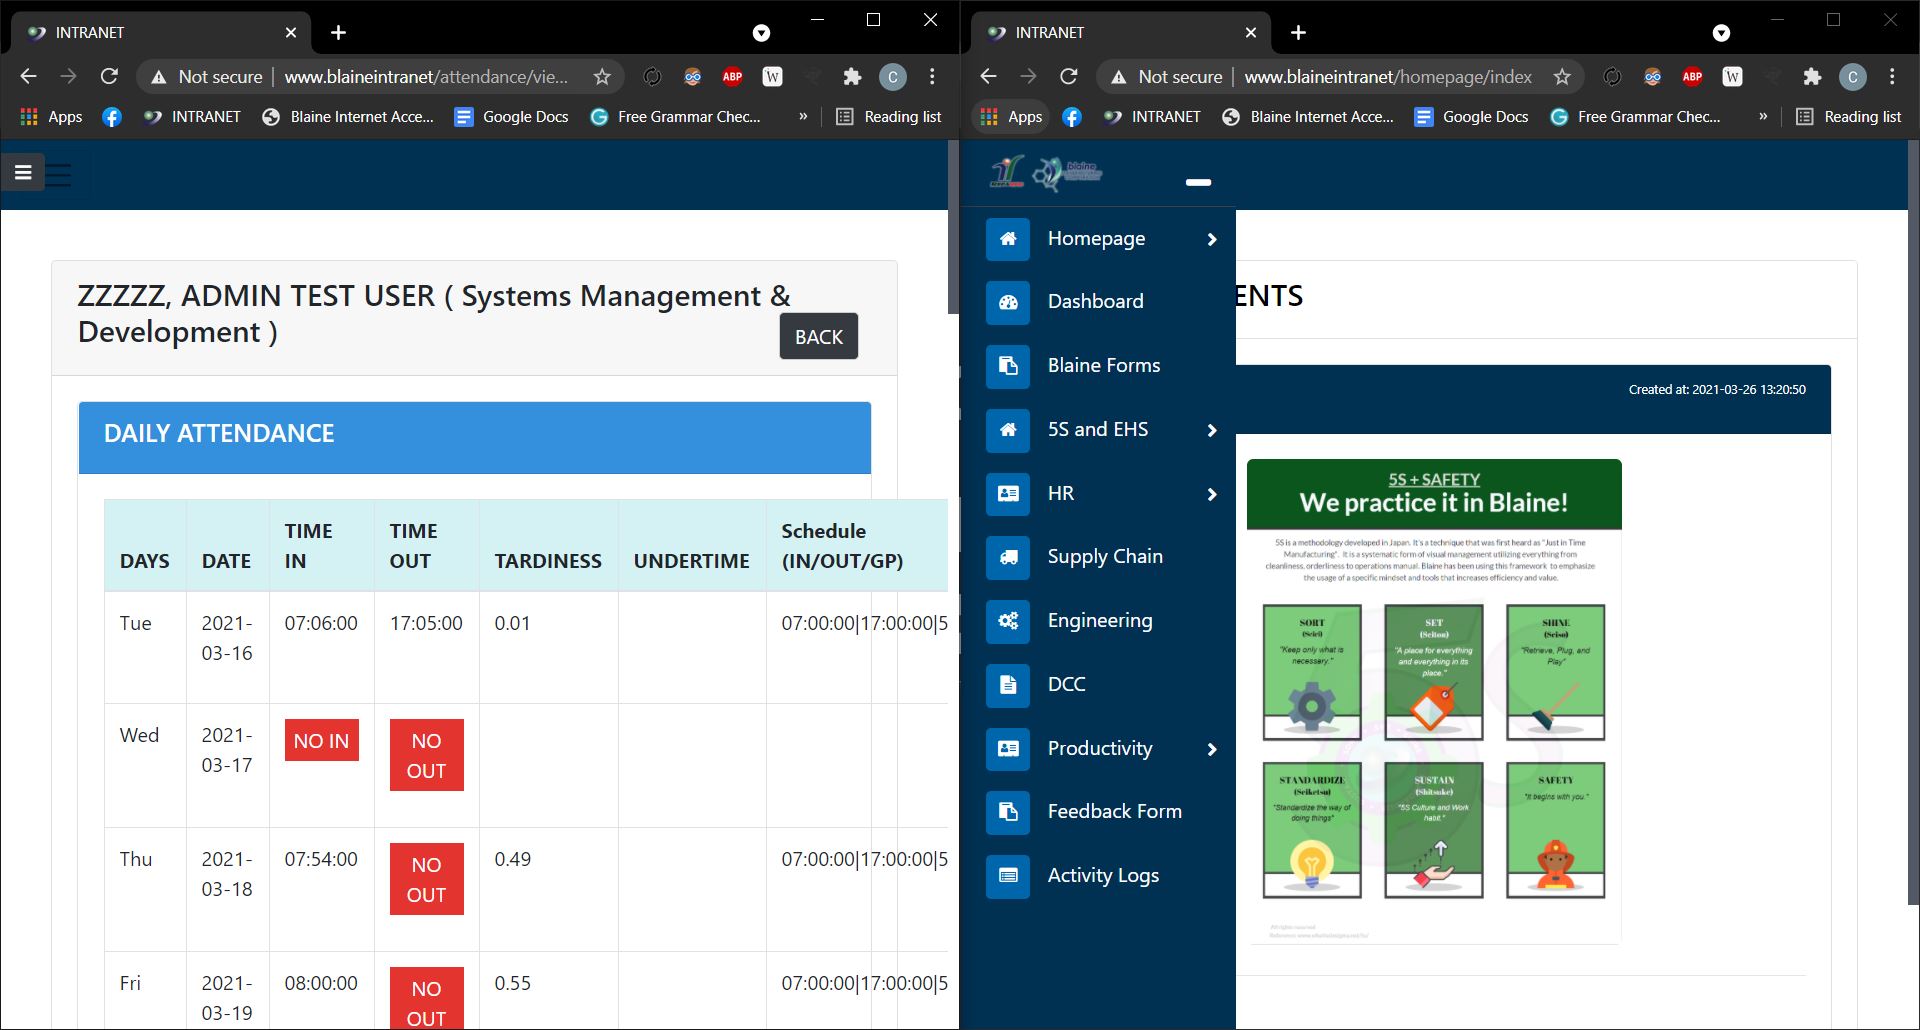 INTRANET
Not secure
www.blaineintranet/attendance/vie...
ABP
W
C
Apps
INTRANET
Blaine Internet Acce...
Google Docs
Free Grammar Chec...
»
Reading list
ZZZZZ, ADMIN TEST USER ( Systems Management &
Development )
BACK
DAILY ATTENDANCE
DAYS
DATE
TIME
IN
TIME
OUT
TARDINESS
UNDERTIME
Schedule
(IN/OUT/GP)
Tue
2021-
03-16
07:06:00
17:05:00
0.01
07:00:00|17:00:00|5
Wed
2021-
03-17
NO IN
NO
OUT
Thu
2021-
03-18
07:54:00
NO
OUT
0.49
07:00:00|17:00:00|5
Fri
2021-
03-19
08:00:00
NO
OUT
0.55
07:00:00|17:00:00|5
INTRANET
Not secure
www.blaineintranet/homepage/index
ABP
W
C
Apps
INTRANET
Blaine Internet Acce...
Google Docs
Free Grammar Chec...
»
Reading list
blaine
Homepage
Dashboard
Blaine Forms
5S and EHS
HR
Supply Chain
Engineering
DCC
Productivity
Feedback Form
Activity Logs
ENTS
Created at: 2021-03-26 13:20:50
5S + SAFETY
We practice it in Blaine!
5S is a methodology developed in Japan. It's a technique that was first heard as "Just in Time
Manufacturing". It is a systematic form of visual management utilizing everything from
cleanliness, orderliness to operations manual. Blaine has been using this framework to emphasize
the usage of a specific mindset and tools that increases efficiency and value.
SORT
(Seiri)
"Keep only what is
necessary."
SET
(Seiton)
"A place for everything
and everything in its
place."
SHINE
(Seiso)
"Retrieve, Plug, and
Play"
STANDARDIZE
(Seiketsu)
"Standardize the way of
doing things"
SUSTAIN
(Shitsuke)
"5S Culture and Work
habit."
SAFETY
"It begins with you."
All rights reserved